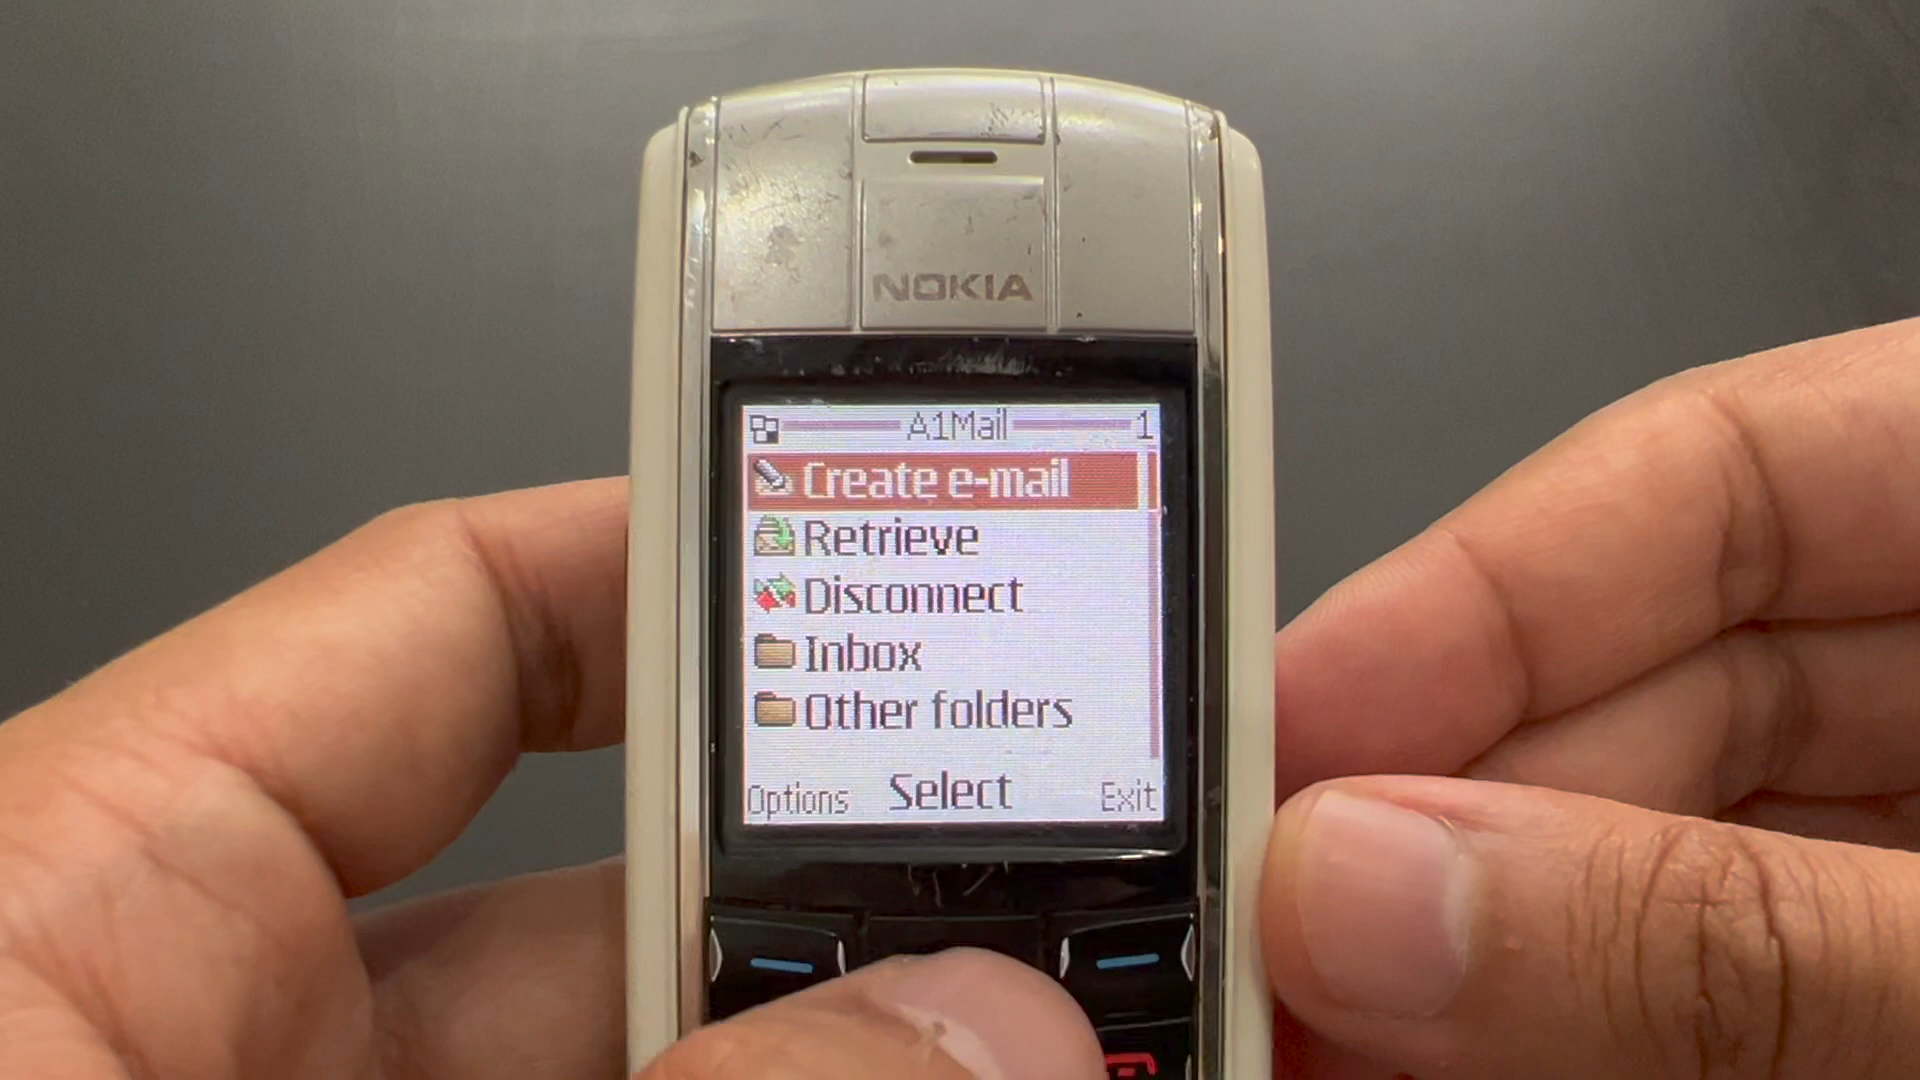 NOKIA
A1Mail 1
Create e-mail
Retrieve
Disconnect
Inbox
Other folders
Options Select Exit